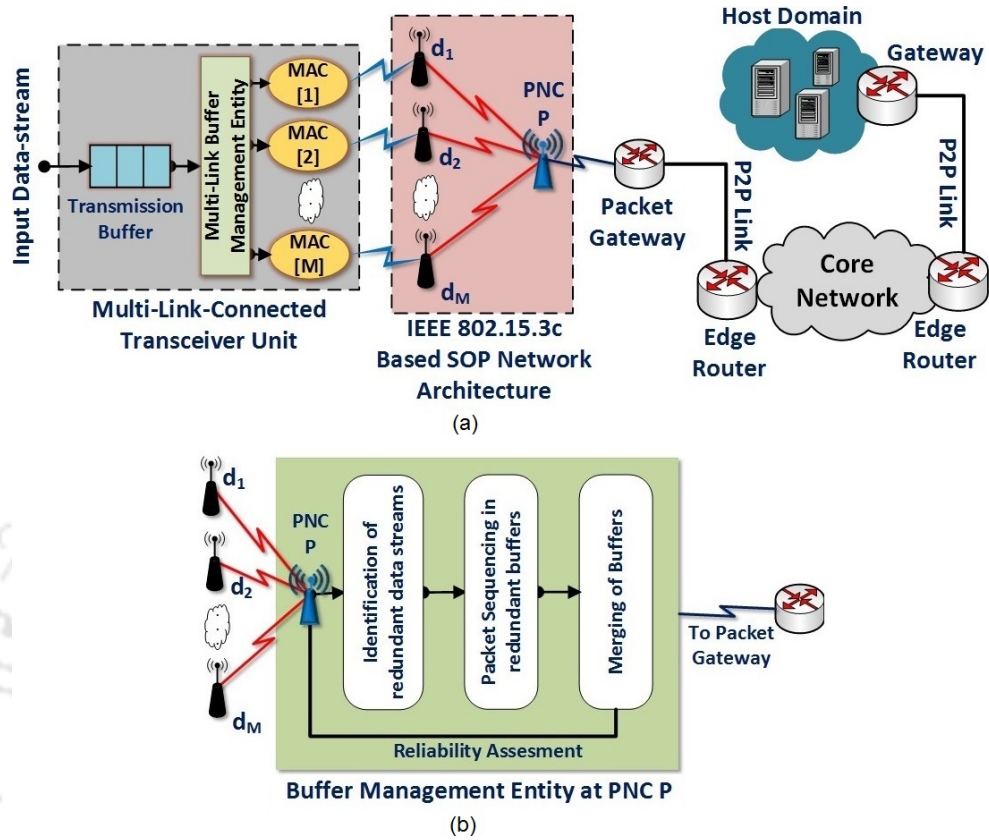 Input Data-stream
Transmission
Buffer
Multi-Link Buffer
Management Entity
MAC
[1]
MAC
[2]
MAC
[M]
Multi-Link-Connected
Transceiver Unit
d1
d2
dM
PNC
P
IEEE 802.15.3c
Based SOP Network
Architecture
Packet
Gateway
Host Domain
Gateway
P2P Link
P2P Link
Core
Network
Edge
Router
Edge
Router
(a)
d1
d2
dM
PNC
P
Identification of
redundant data streams
Packet Sequencing in
redundant buffers
Merging of Buffers
Reliability Assesment
To Packet
Gateway
Buffer Management Entity at PNC P
(b)